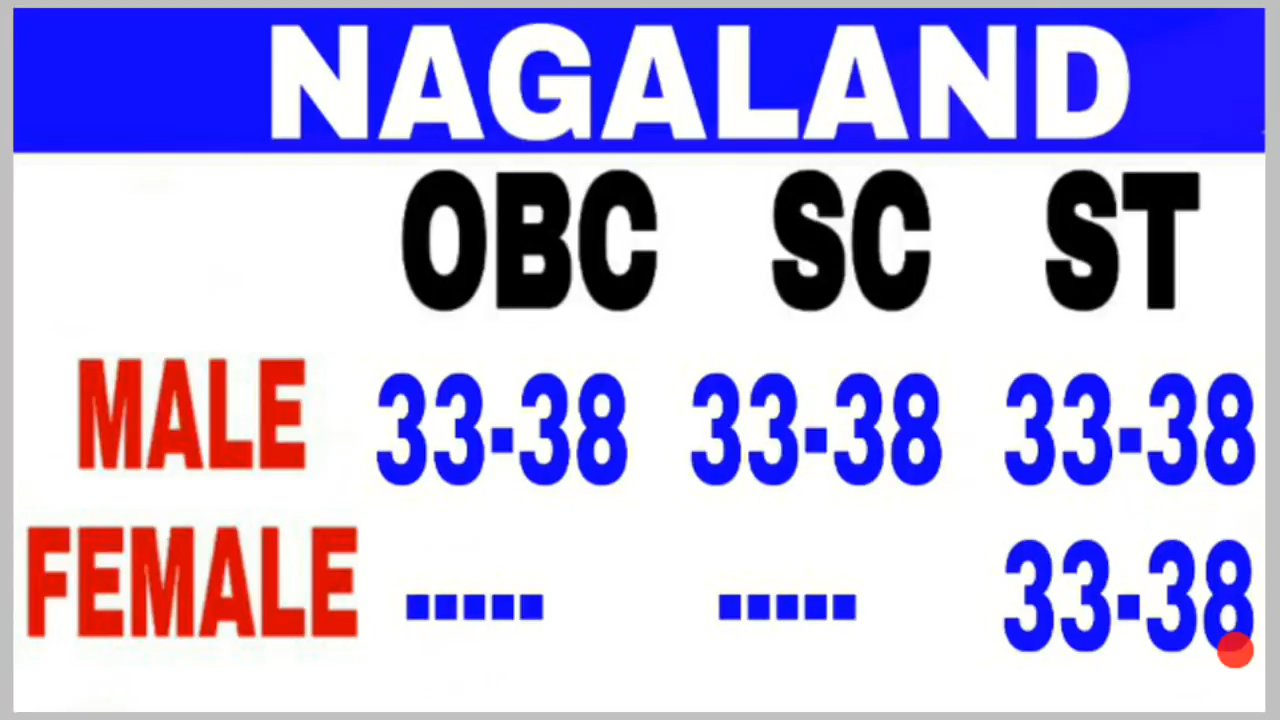 NAGALAND
OBC SC ST
MALE 33-38 33-38 33-38
FEMALE ----- ----- 33-38